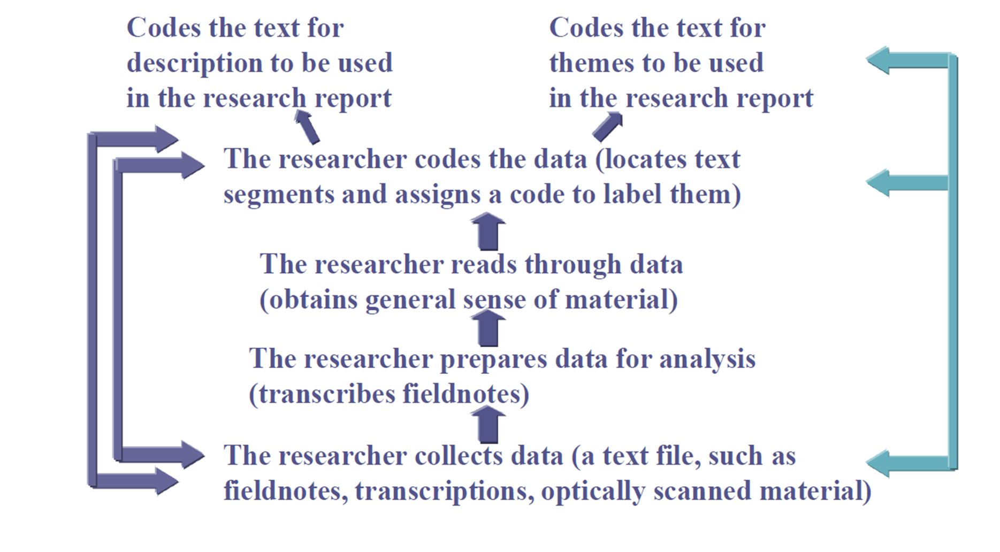 Codes the text for
description to be used
in the research report
Codes the text for
themes to be used
in the research report
The researcher codes the data (locates text
segments and assigns a code to label them)
The researcher reads through data
(obtains general sense of material)
The researcher prepares data for analysis
(transcribes fieldnotes)
The researcher collects data (a text file, such as
fieldnotes, transcriptions, optically scanned material)